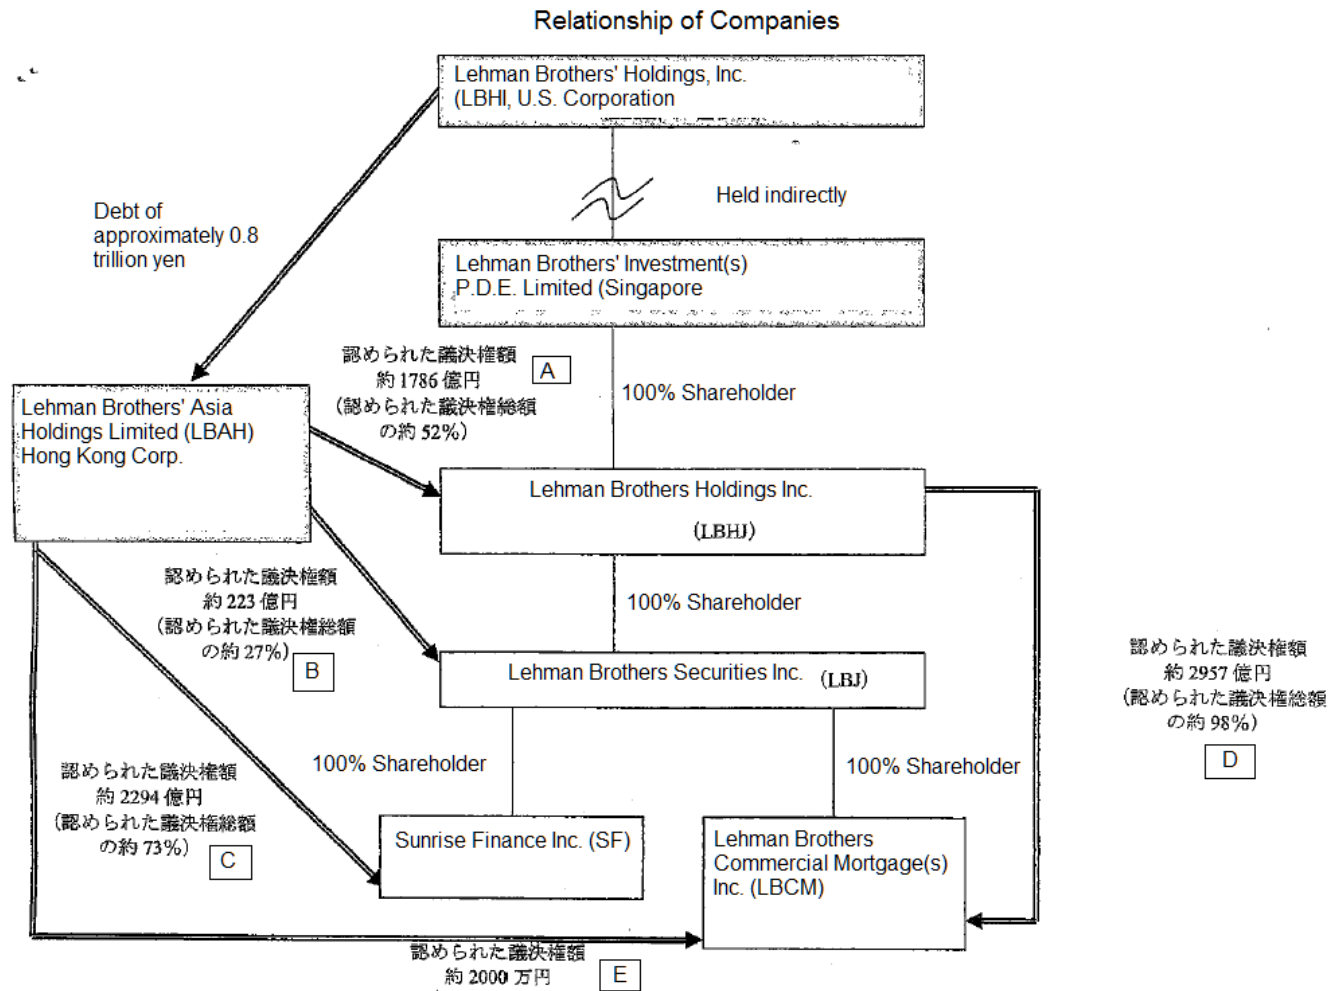 Relationship of Companies
Lehman Brothers' Holdings, Inc.
(LBHI, U.S. Corporation
Held indirectly
Debt of
approximately 0.8
trillion yen
Lehman Brothers' Investment(s)
P.D.E. Limited (Singapore
認められた議決権額
約 1786 億円
(認められた議決権総額
の約 52%)
A
100% Shareholder
Lehman Brothers' Asia
Holdings Limited (LBAH)
Hong Kong Corp.
Lehman Brothers Holdings Inc.
(LBHJ)
認められた議決権額
約 223 億円
(認められた議決権総額
の約 27%)
B
100% Shareholder
Lehman Brothers Securities Inc. (LBJ)
認められた議決権額
約 2957 億円
(認められた議決権総額
の約 98%)
D
認められた議決権額
約 2294 億円
(認められた議決権総額
の約 73%)
C
100% Shareholder
100% Shareholder
Sunrise Finance Inc. (SF)
Lehman Brothers
Commercial Mortgage(s)
Inc. (LBCM)
認められた議決権額
約 2000 万円
E